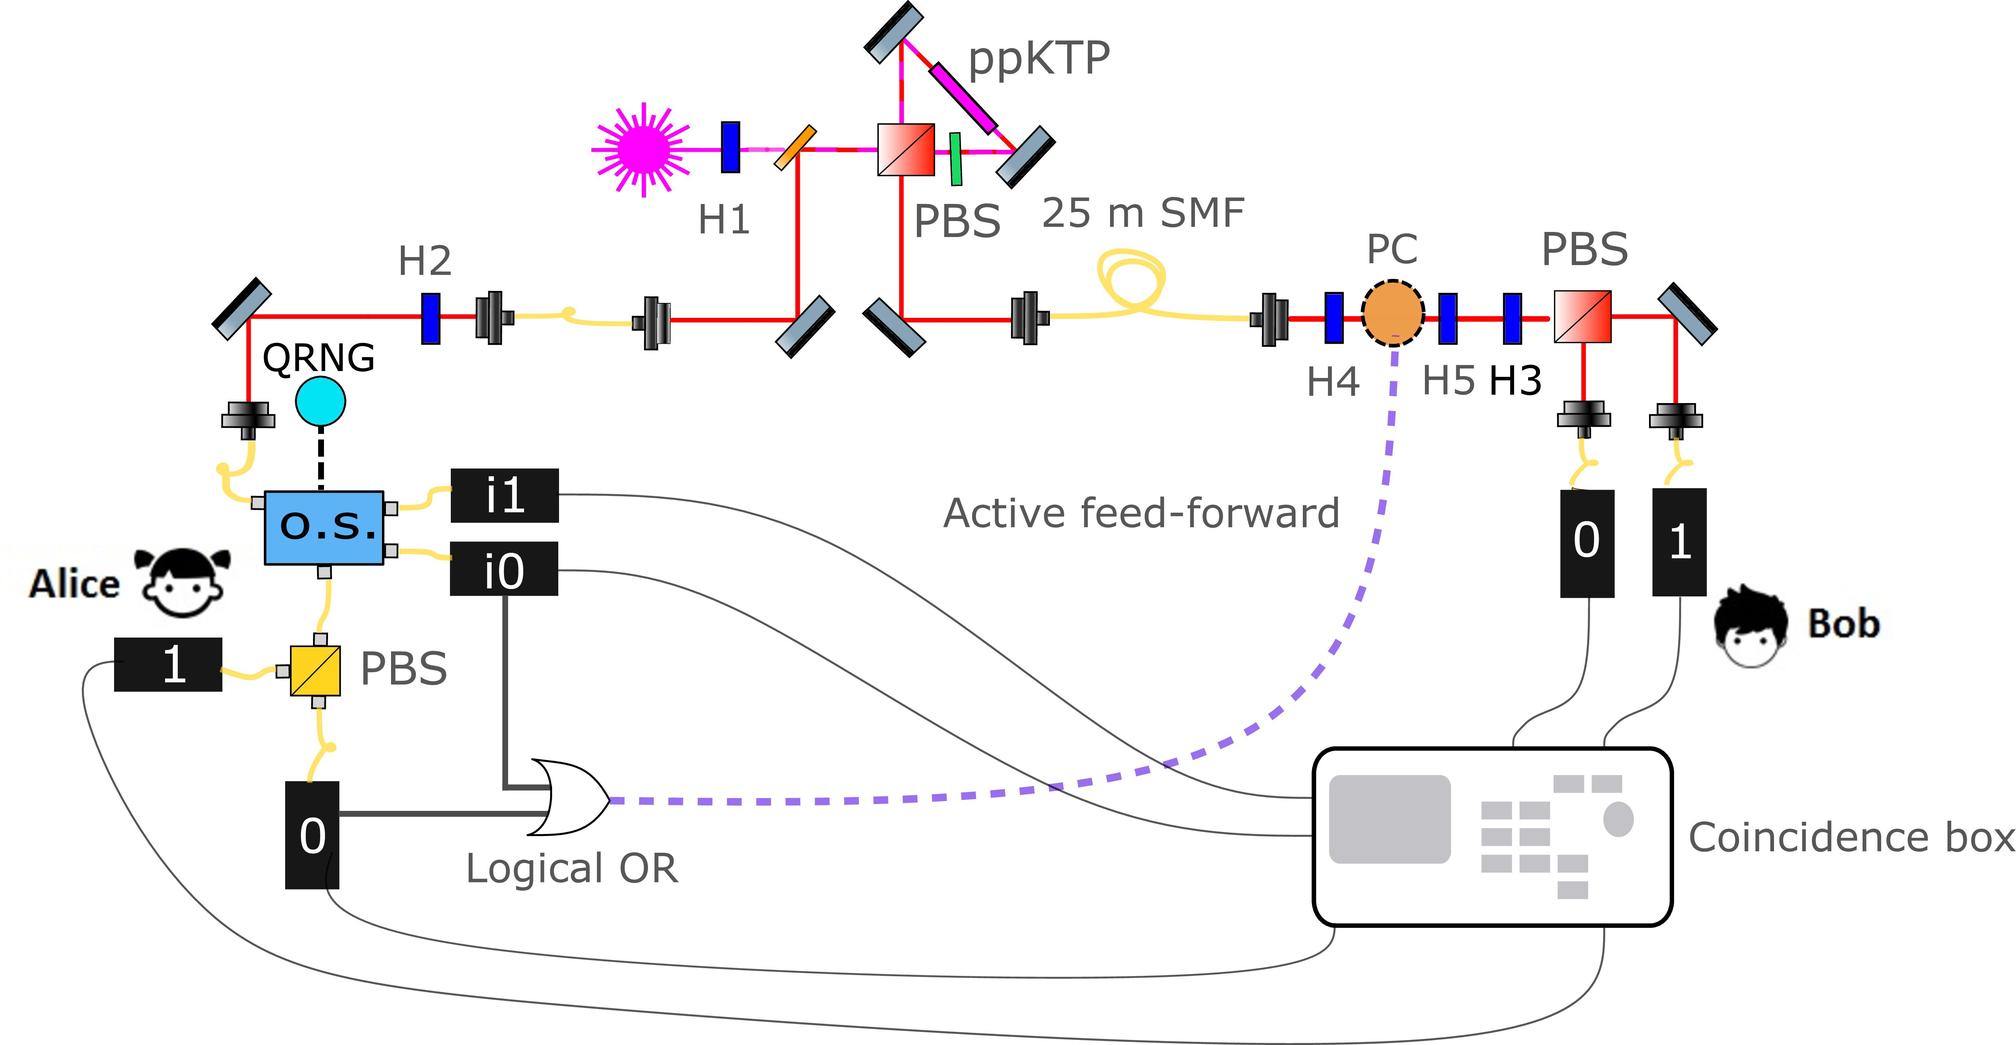 ppKTP
H1
PBS
25 m SMF
H2
PC
PBS
QRNG
H4
H5
H3
o.s.
i1
i0
Active feed-forward
0
1
Alice
Bob
1
PBS
0
Logical OR
Coincidence box